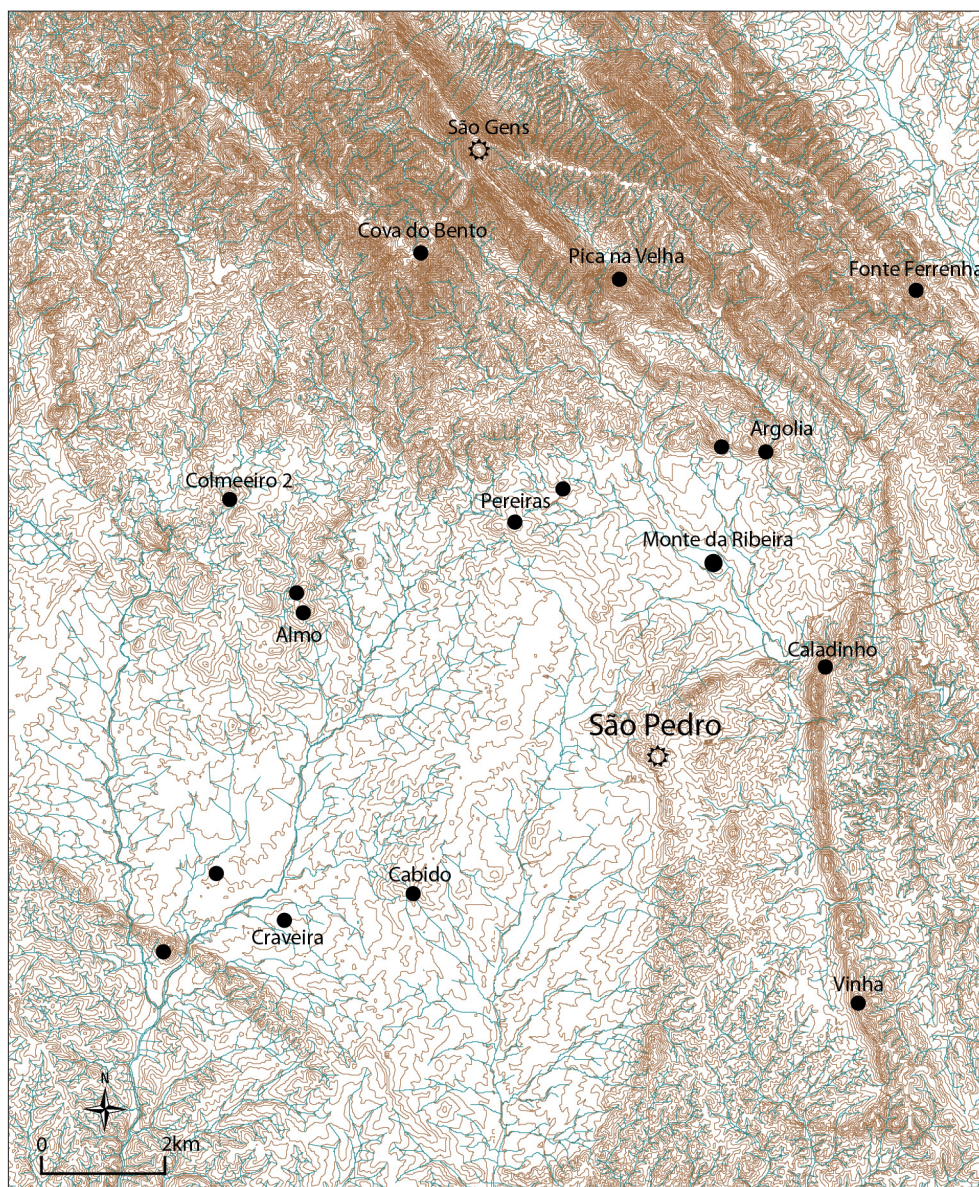 São Gens
Cova do Bento
Pica na Velha
Fonte Ferrenha
Argolia
Colmeeiro 2
Pereiras
Monte da Ribeira
Almo
Caladinho
São Pedro
Cabido
Craveira
Vinha
N
0 2km